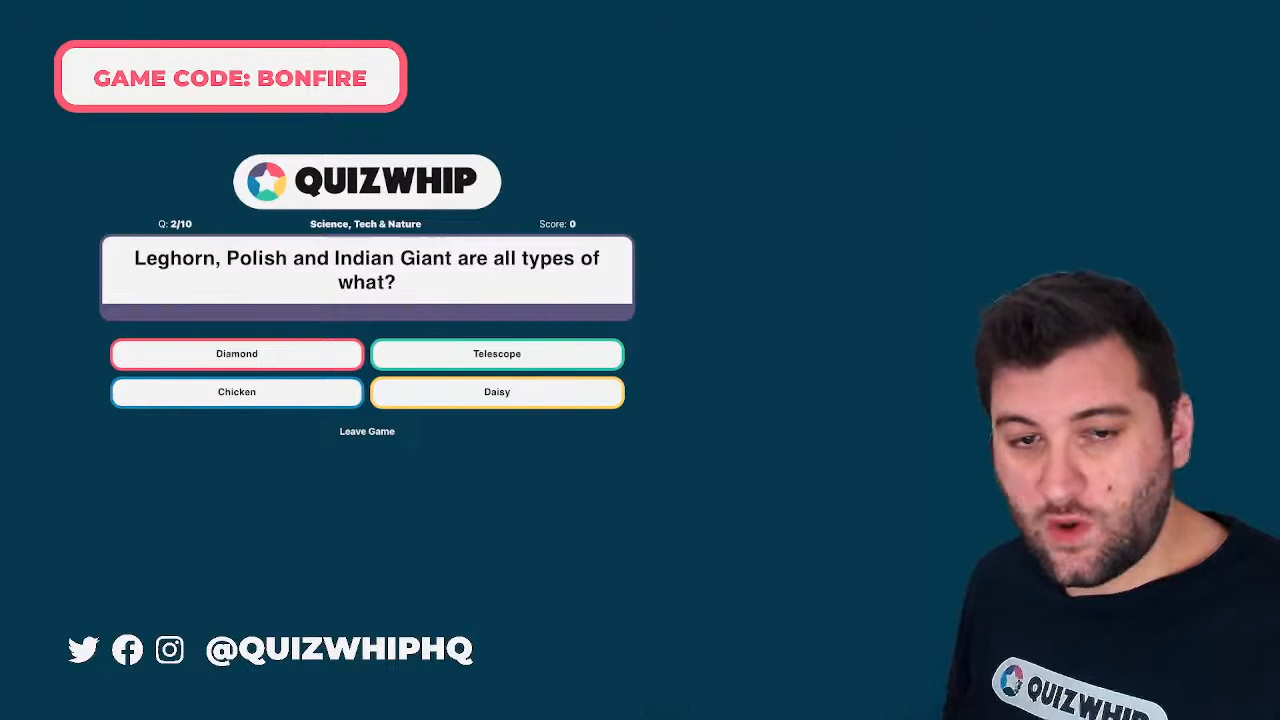 GAME CODE: BONFIRE
QUIZWHIP
Q: 2/10 Science, Tech & Nature Score: 0
Leghorn, Polish and Indian Giant are all types of
what?
Diamond Telescope
Chicken Daisy
Leave Game
@QUIZWHIPHQ
QUIZWHIP